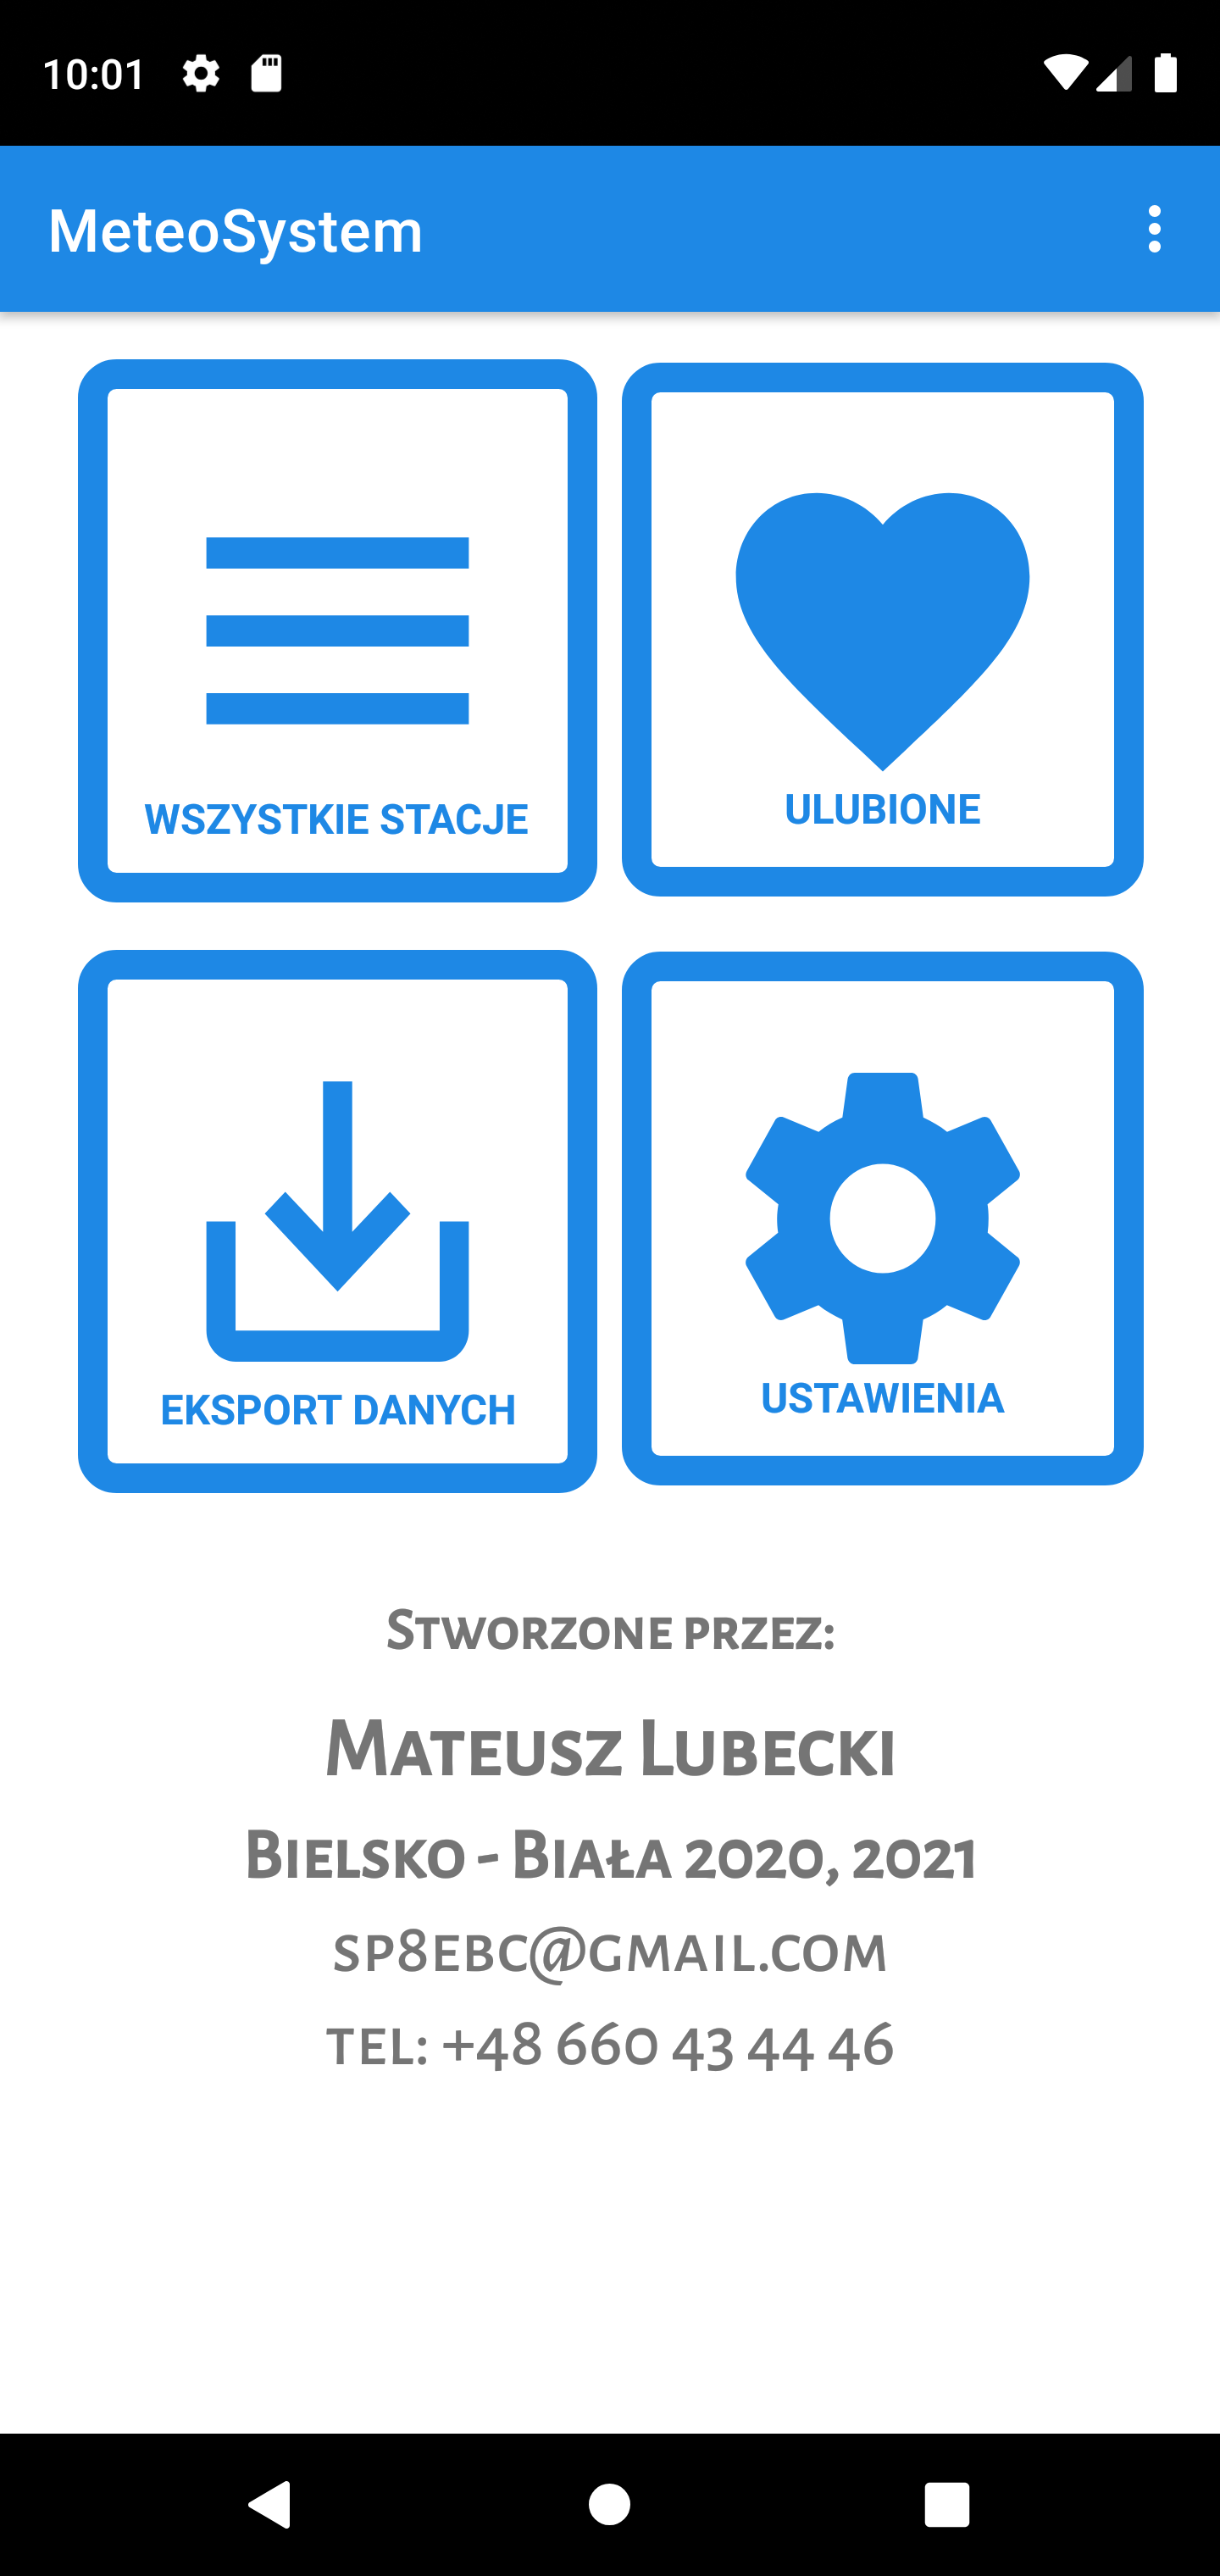 10:01
MeteoSystem
WSZYSTKIE STACJE
ULUBIONE
EKSPORT DANYCH
USTAWIENIA
Stworzone przez:
Mateusz Lubecki
Bielsko - Biała 2020, 2021
sp8ebc@gmail.com
tel: +48 660 43 44 46